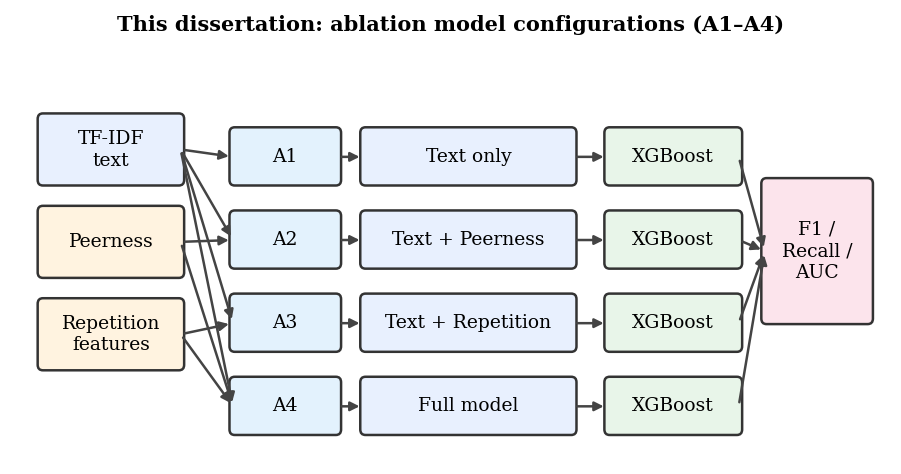 This dissertation: ablation model configurations (A1–A4)
TF-IDF
text
Peerness
Repetition
features
A1
Text only
XGBoost
A2
Text + Peerness
XGBoost
A3
Text + Repetition
XGBoost
A4
Full model
XGBoost
F1 /
Recall /
AUC